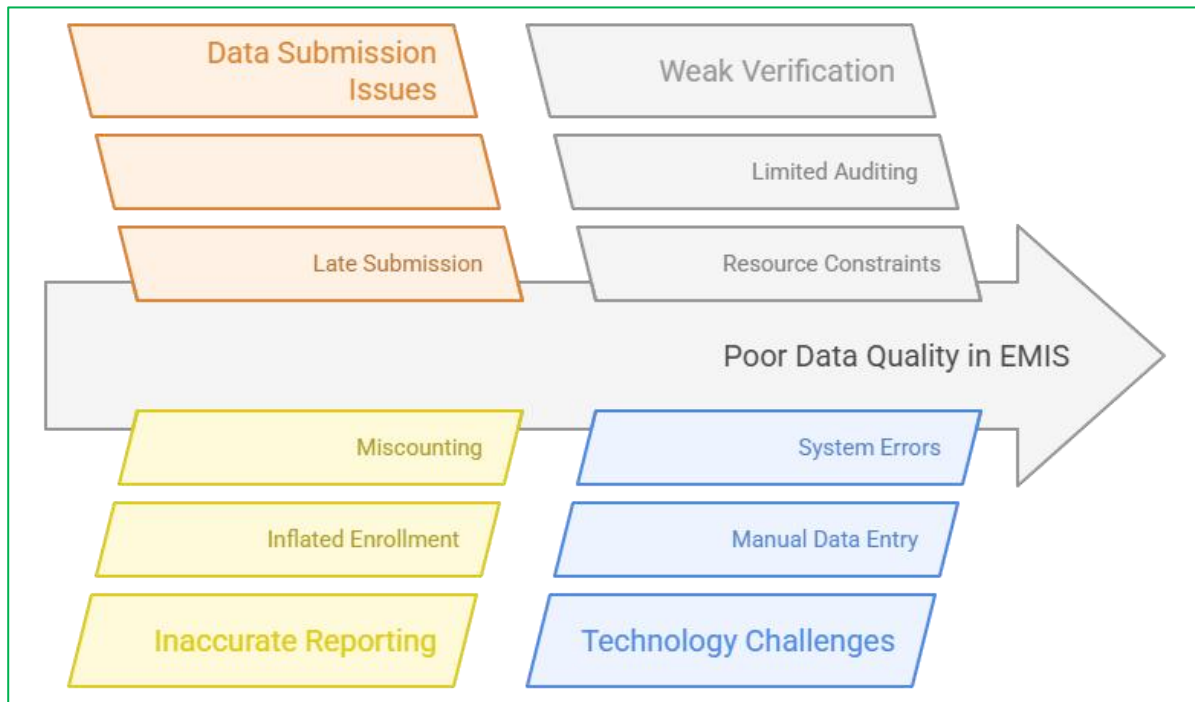 Data Submission
Issues
Weak Verification
Limited Auditing
Late Submission
Resource Constraints
Poor Data Quality in EMIS
Miscounting
System Errors
Inflated Enrollment
Manual Data Entry
Inaccurate Reporting
Technology Challenges